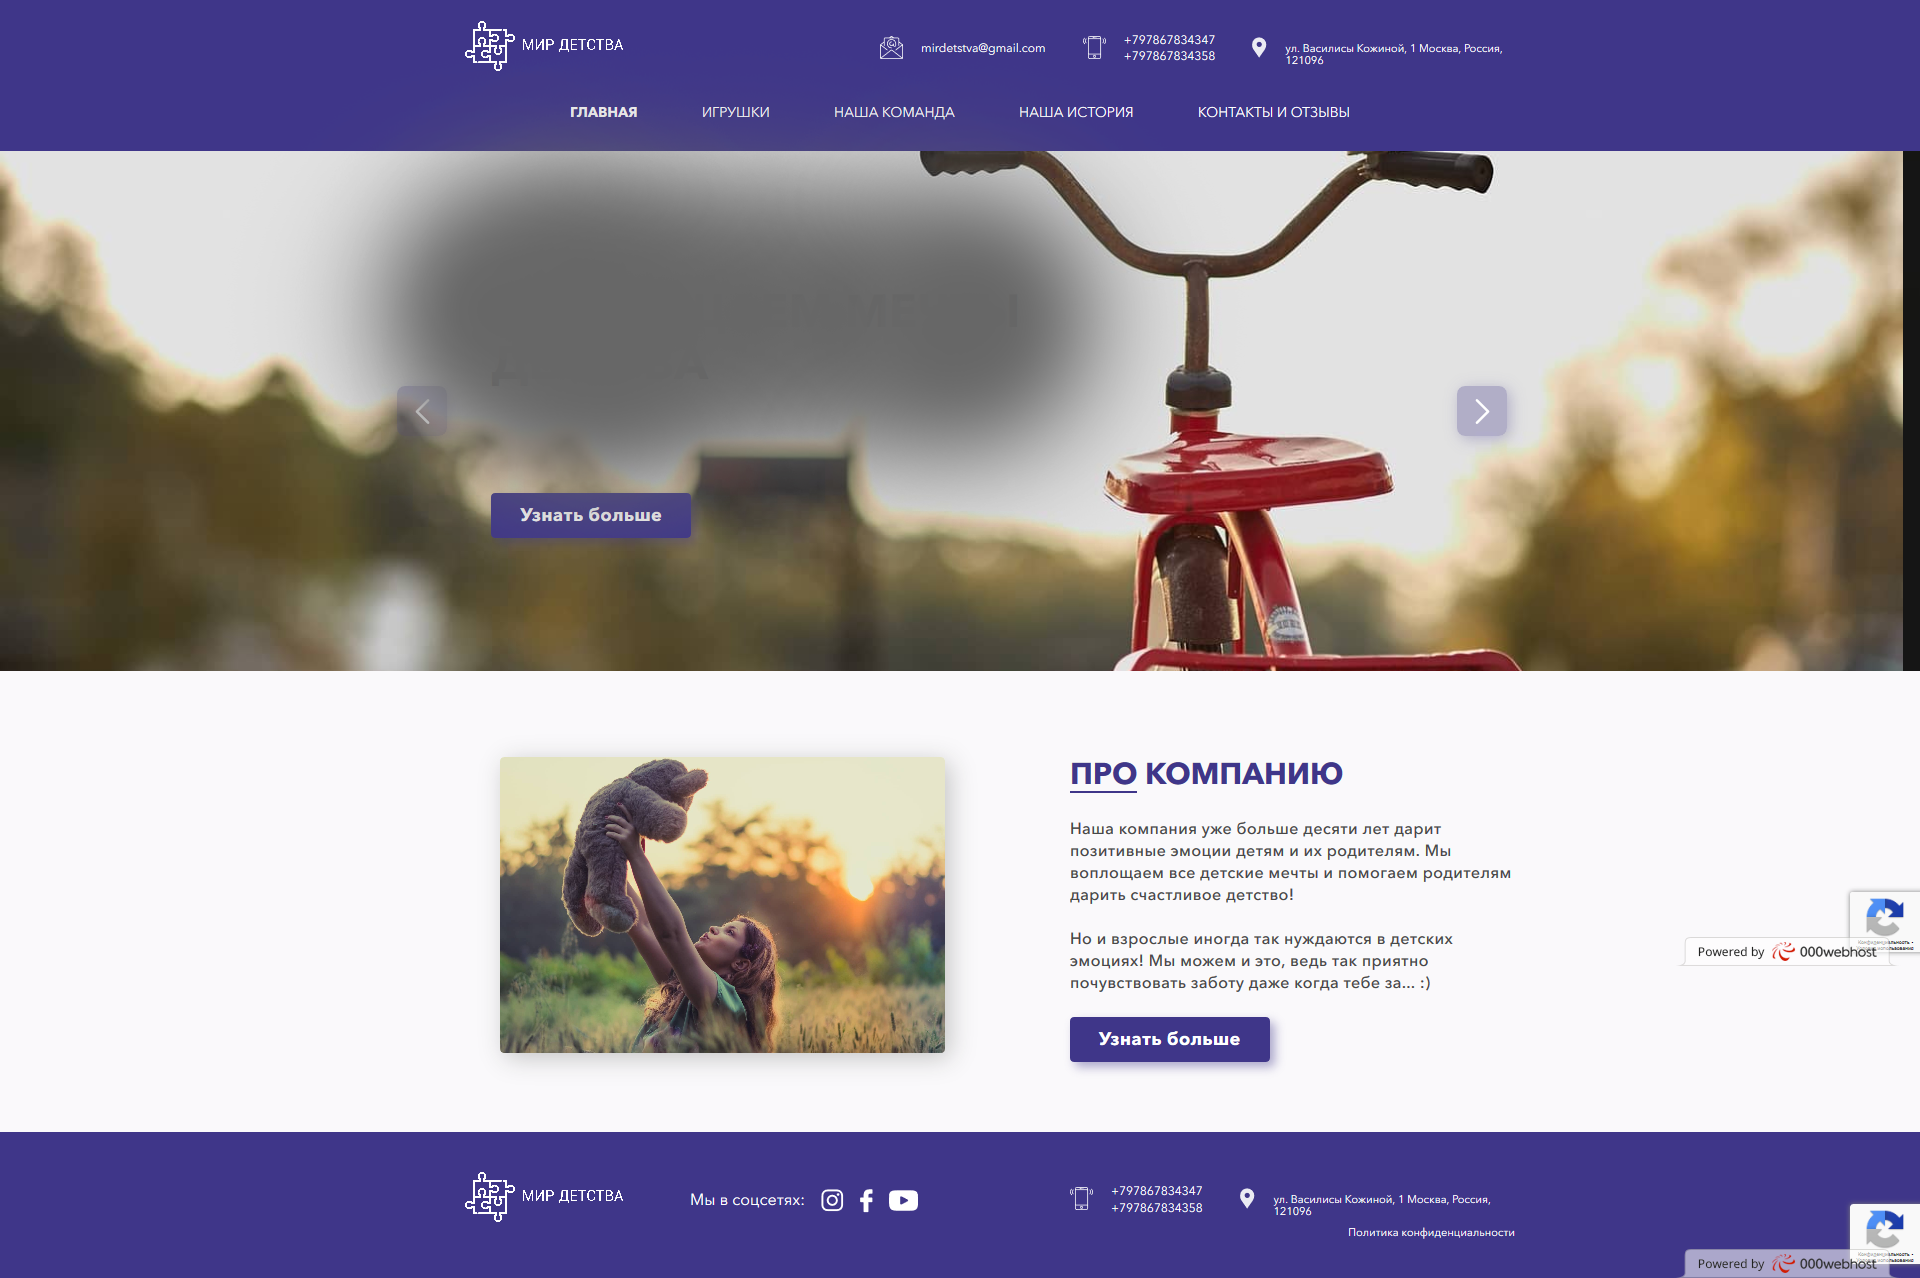 МИР ДЕТСТВА
mirdetstva@gmail.com
+797867834347
+797867834358
ул. Василисы Кожиной, 1 Москва, Россия,
121096
ГЛАВНАЯ
ИГРУШКИ
НАША КОМАНДА
НАША ИСТОРИЯ
КОНТАКТЫ И ОТЗЫВЫ
Узнать больше
ПРО КОМПАНИЮ
Наша компания уже больше десяти лет дарит
позитивные эмоции детям и их родителям. Мы
воплощаем все детские мечты и помогаем родителям
дарить счастливое детство!
Но и взрослые иногда так нуждаются в детских
эмоциях! Мы можем и это, ведь так приятно
почувствовать заботу даже когда тебе за... :)
Узнать больше
Powered by 000webhost
МИР ДЕТСТВА
Мы в соцсетях:
+797867834347
+797867834358
ул. Василисы Кожиной, 1 Москва, Россия,
121096
Политика конфиденциальности
Powered by 000webhost